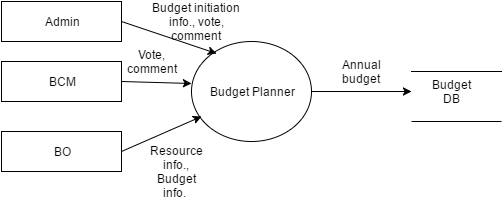 Admin
Budget initiation
info., vote,
comment
Vote,
comment
BCM
Budget Planner
Annual
budget
Budget
DB
BO
Resource
info.,
Budget
info.